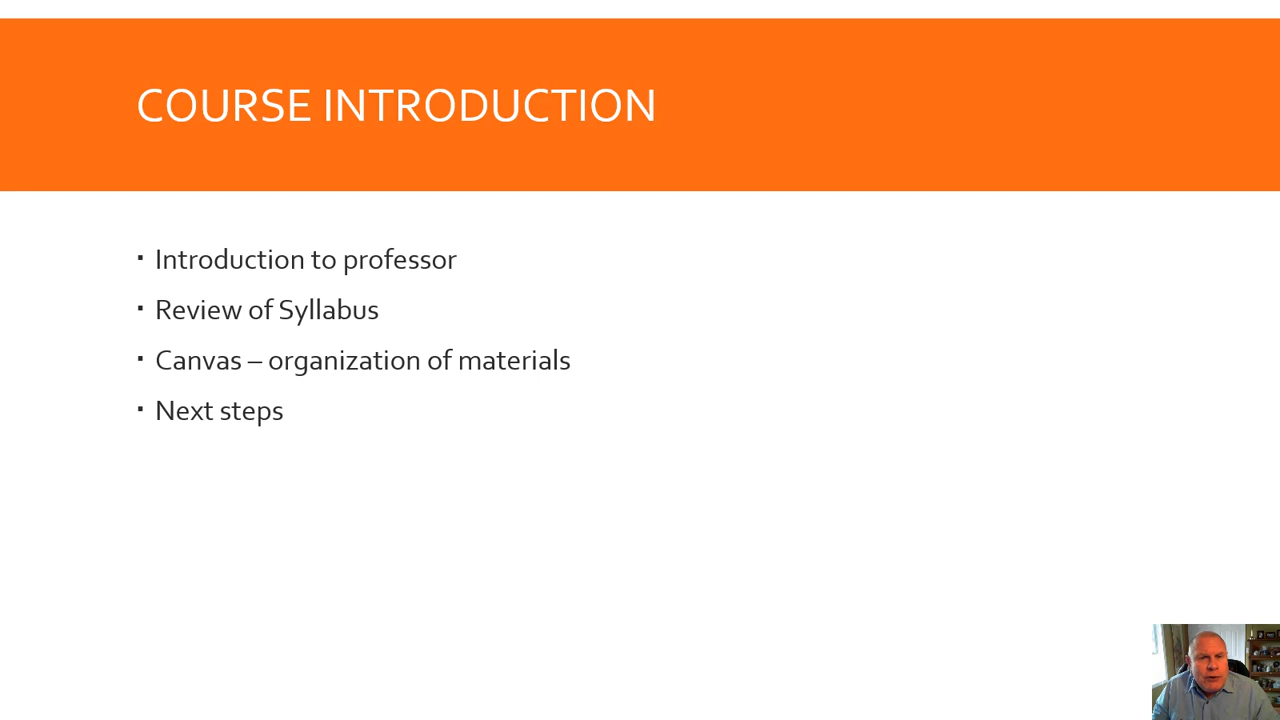 COURSE INTRODUCTION
▪ Introduction to professor
▪ Review of Syllabus
▪ Canvas – organization of materials
▪ Next steps